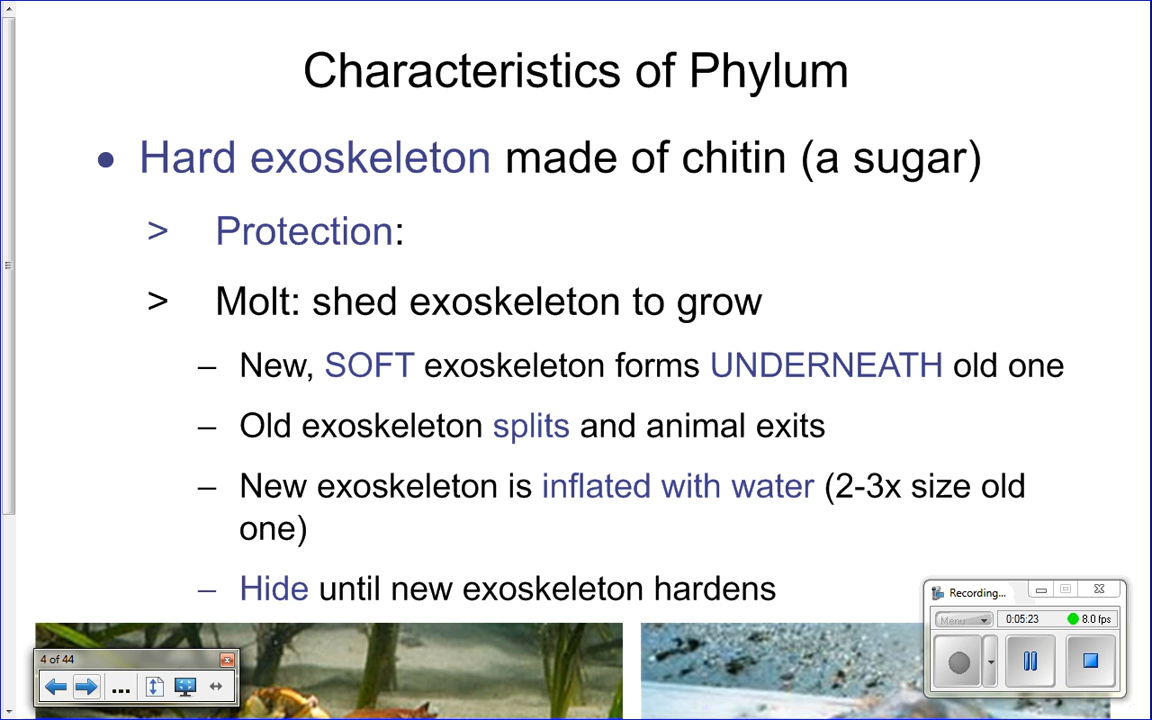 Characteristics of Phylum
• Hard exoskeleton made of chitin (a sugar)
> Protection:
> Molt: shed exoskeleton to grow
– New, SOFT exoskeleton forms UNDERNEATH old one
– Old exoskeleton splits and animal exits
– New exoskeleton is inflated with water (2-3x size old
one)
– Hide until new exoskeleton hardens
Recording...
Menu 0:05:23 8.0 fps
4 of 44
...